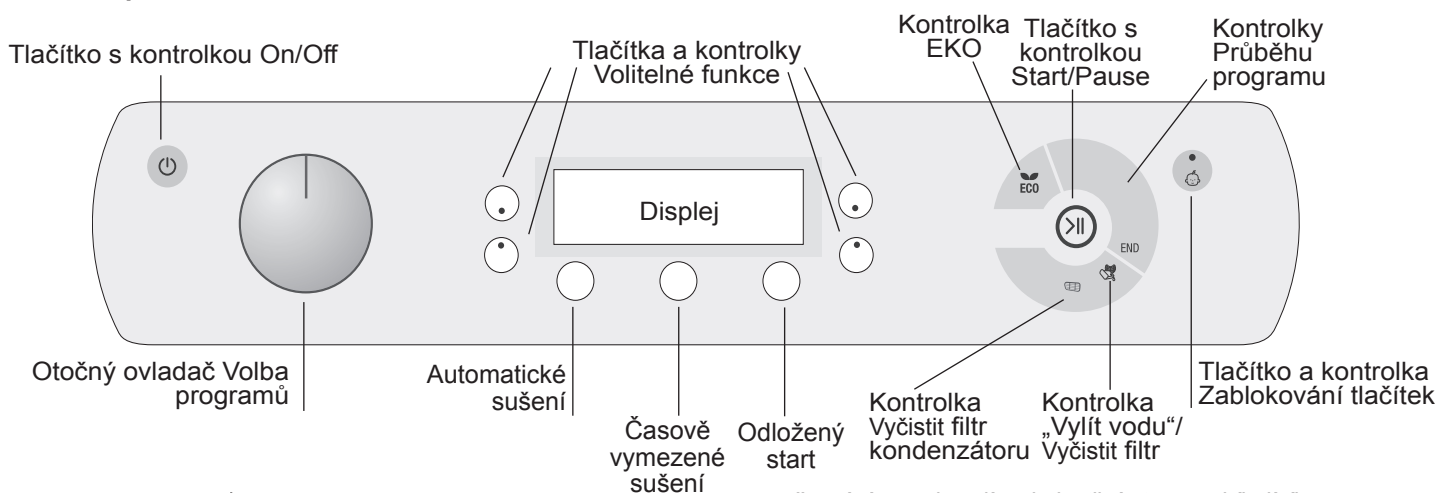 Tlačítko s kontrolkou On/Off
Tlačítka a kontrolky
Volitelné funkce
Kontrolka
EKO
Tlačítko s
kontrolkou
Start/Pause
Kontrolky
Průběhu
programu
Displej
ECO
END
Otočný ovladač Volba
programů
Automatické
sušení
Časově
vymezené
sušení
Odložený
start
Kontrolka
Vyčistit filtr
kondenzátoru
Kontrolka
„Vylít vodu“/
Vyčistit filtr
Tlačítko a kontrolka
Zablokování tlačítek